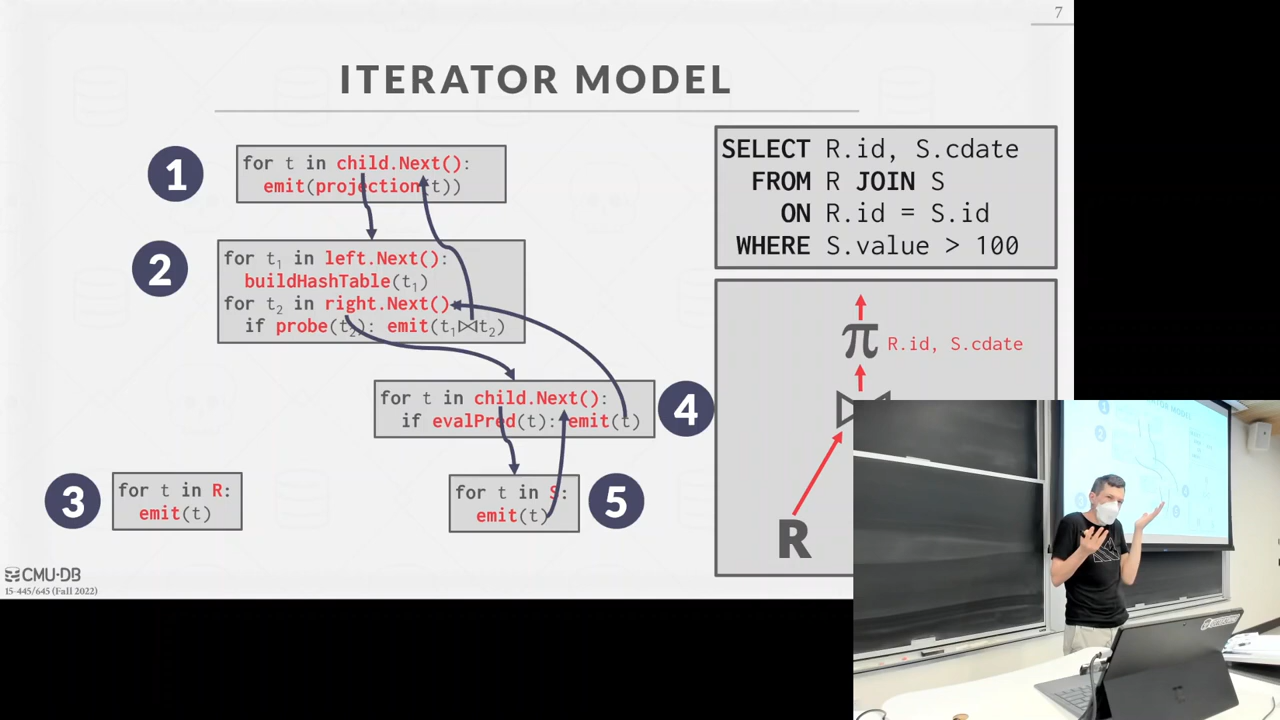 7
ITERATOR MODEL
1
for t in child.Next():
emit(projection(t))
2
for t₁ in left.Next():
buildHashTable(t₁)
for t₂ in right.Next():
if probe(t₂): emit(t₁⨝t₂)
for t in child.Next():
if evalPred(t): emit(t)
4
3
for t in R:
emit(t)
for t in S:
emit(t)
5
SELECT R.id, S.cdate
FROM R JOIN S
ON R.id = S.id
WHERE S.value > 100
π R.id, S.cdate
⨝
R
CMU·DB
15-445/645 (Fall 2022)